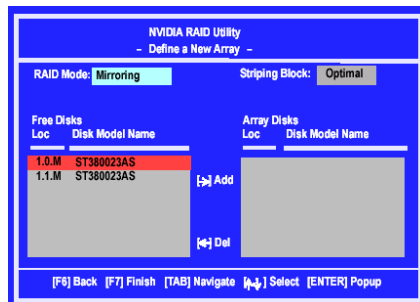 NVIDIA RAID Utility
- Define a New Array -
RAID Mode: Mirroring Striping Block: Optimal
Free Disks Array Disks
Loc Disk Model Name Loc Disk Model Name
1.0.M ST380023AS
1.1.M ST380023AS
[→] Add
[←] Del
[F6] Back [F7] Finish [TAB] Navigate [↑↓] Select [ENTER] Popup